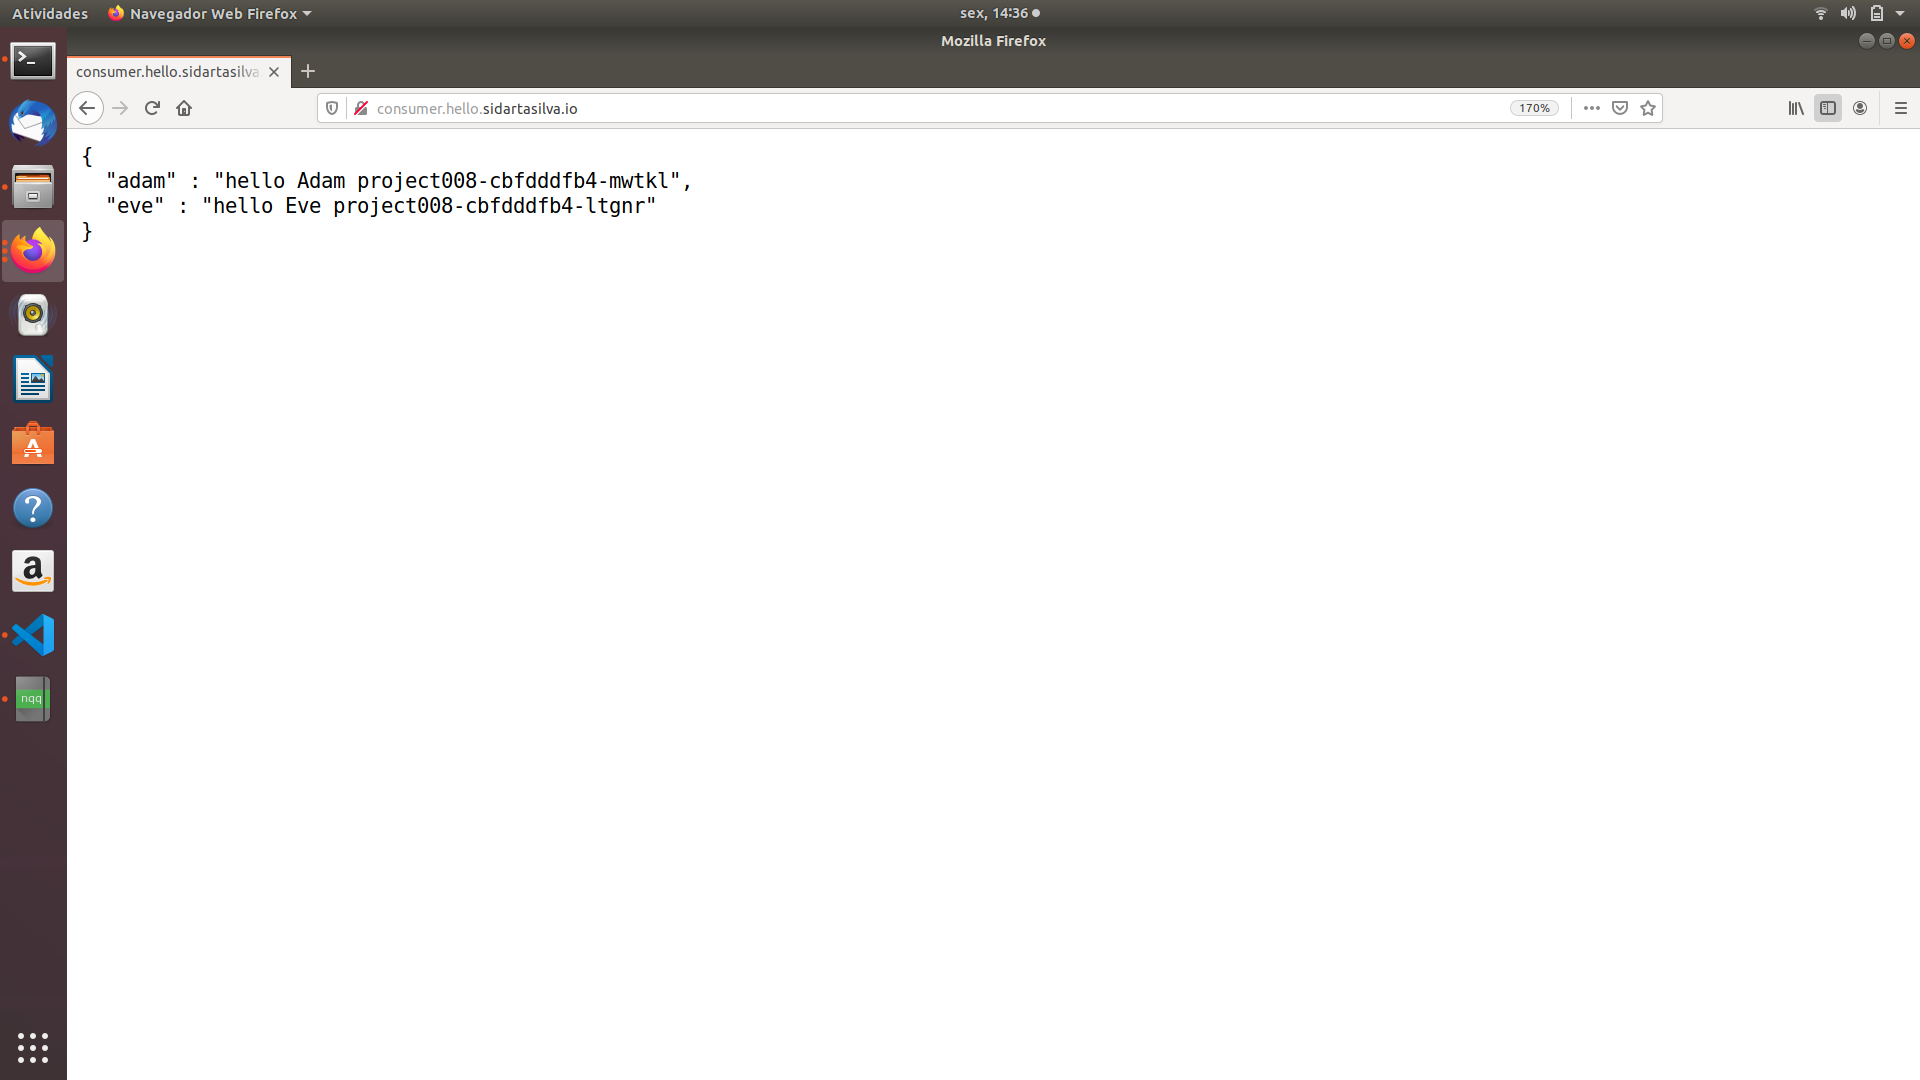 Atividades
Navegador Web Firefox
sex, 14:36
Mozilla Firefox
consumer.hello.sidartasilva
consumer.hello.sidartasilva.io
170%
{
"adam" : "hello Adam project008-cbfdddfb4-mwtkl",
"eve" : "hello Eve project008-cbfdddfb4-ltgnr"
}
>_
A
?
a
nqq